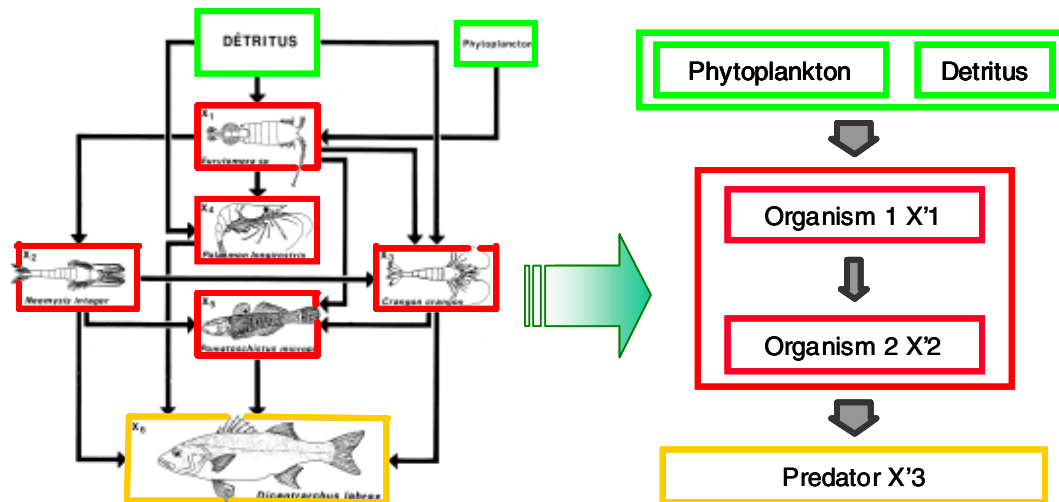 DÉTRITUS
Phytoplancton
X1
Eurytemora sp
X4
Palaemon longirostris
X2
Neomysis integer
X3
Crangon crangon
X5
Pomatoschistus microps
X6
Dicentrarchus labrax
Phytoplankton
Detritus
Organism 1 X'1
Organism 2 X'2
Predator X'3